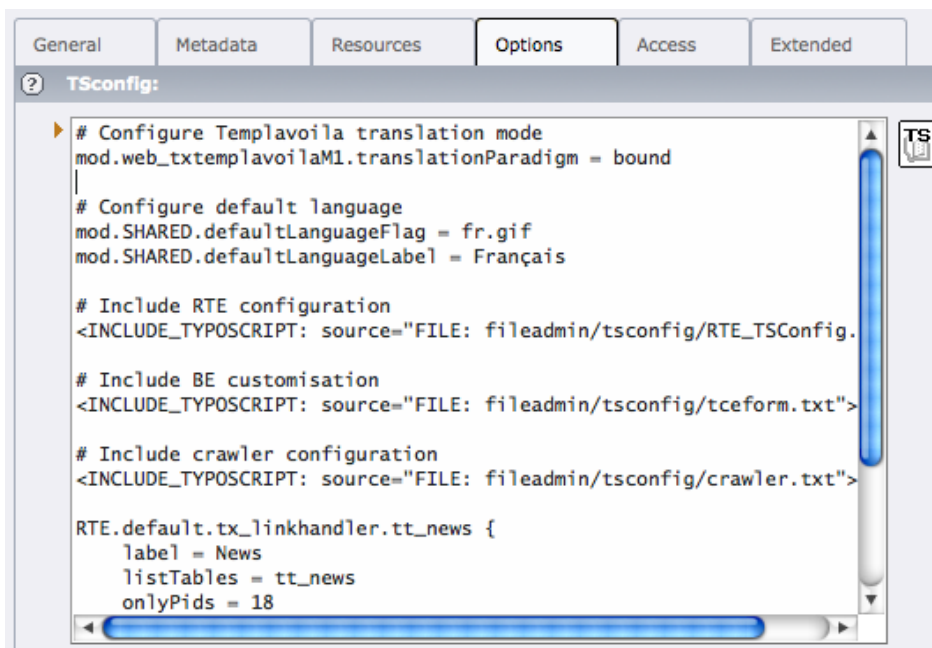 General Metadata Resources Options Access Extended
? TSconfig:
# Configure Templavoila translation mode
mod.web_txtemplavoilaM1.translationParadigm = bound
# Configure default language
mod.SHARED.defaultLanguageFlag = fr.gif
mod.SHARED.defaultLanguageLabel = Français
# Include RTE configuration
<INCLUDE_TYPOSCRIPT: source="FILE: fileadmin/tsconfig/RTE_TSConfig.
# Include BE customisation
<INCLUDE_TYPOSCRIPT: source="FILE: fileadmin/tsconfig/tceform.txt">
# Include crawler configuration
<INCLUDE_TYPOSCRIPT: source="FILE: fileadmin/tsconfig/crawler.txt">
RTE.default.tx_linkhandler.tt_news {
label = News
listTables = tt_news
onlyPids = 18
TS